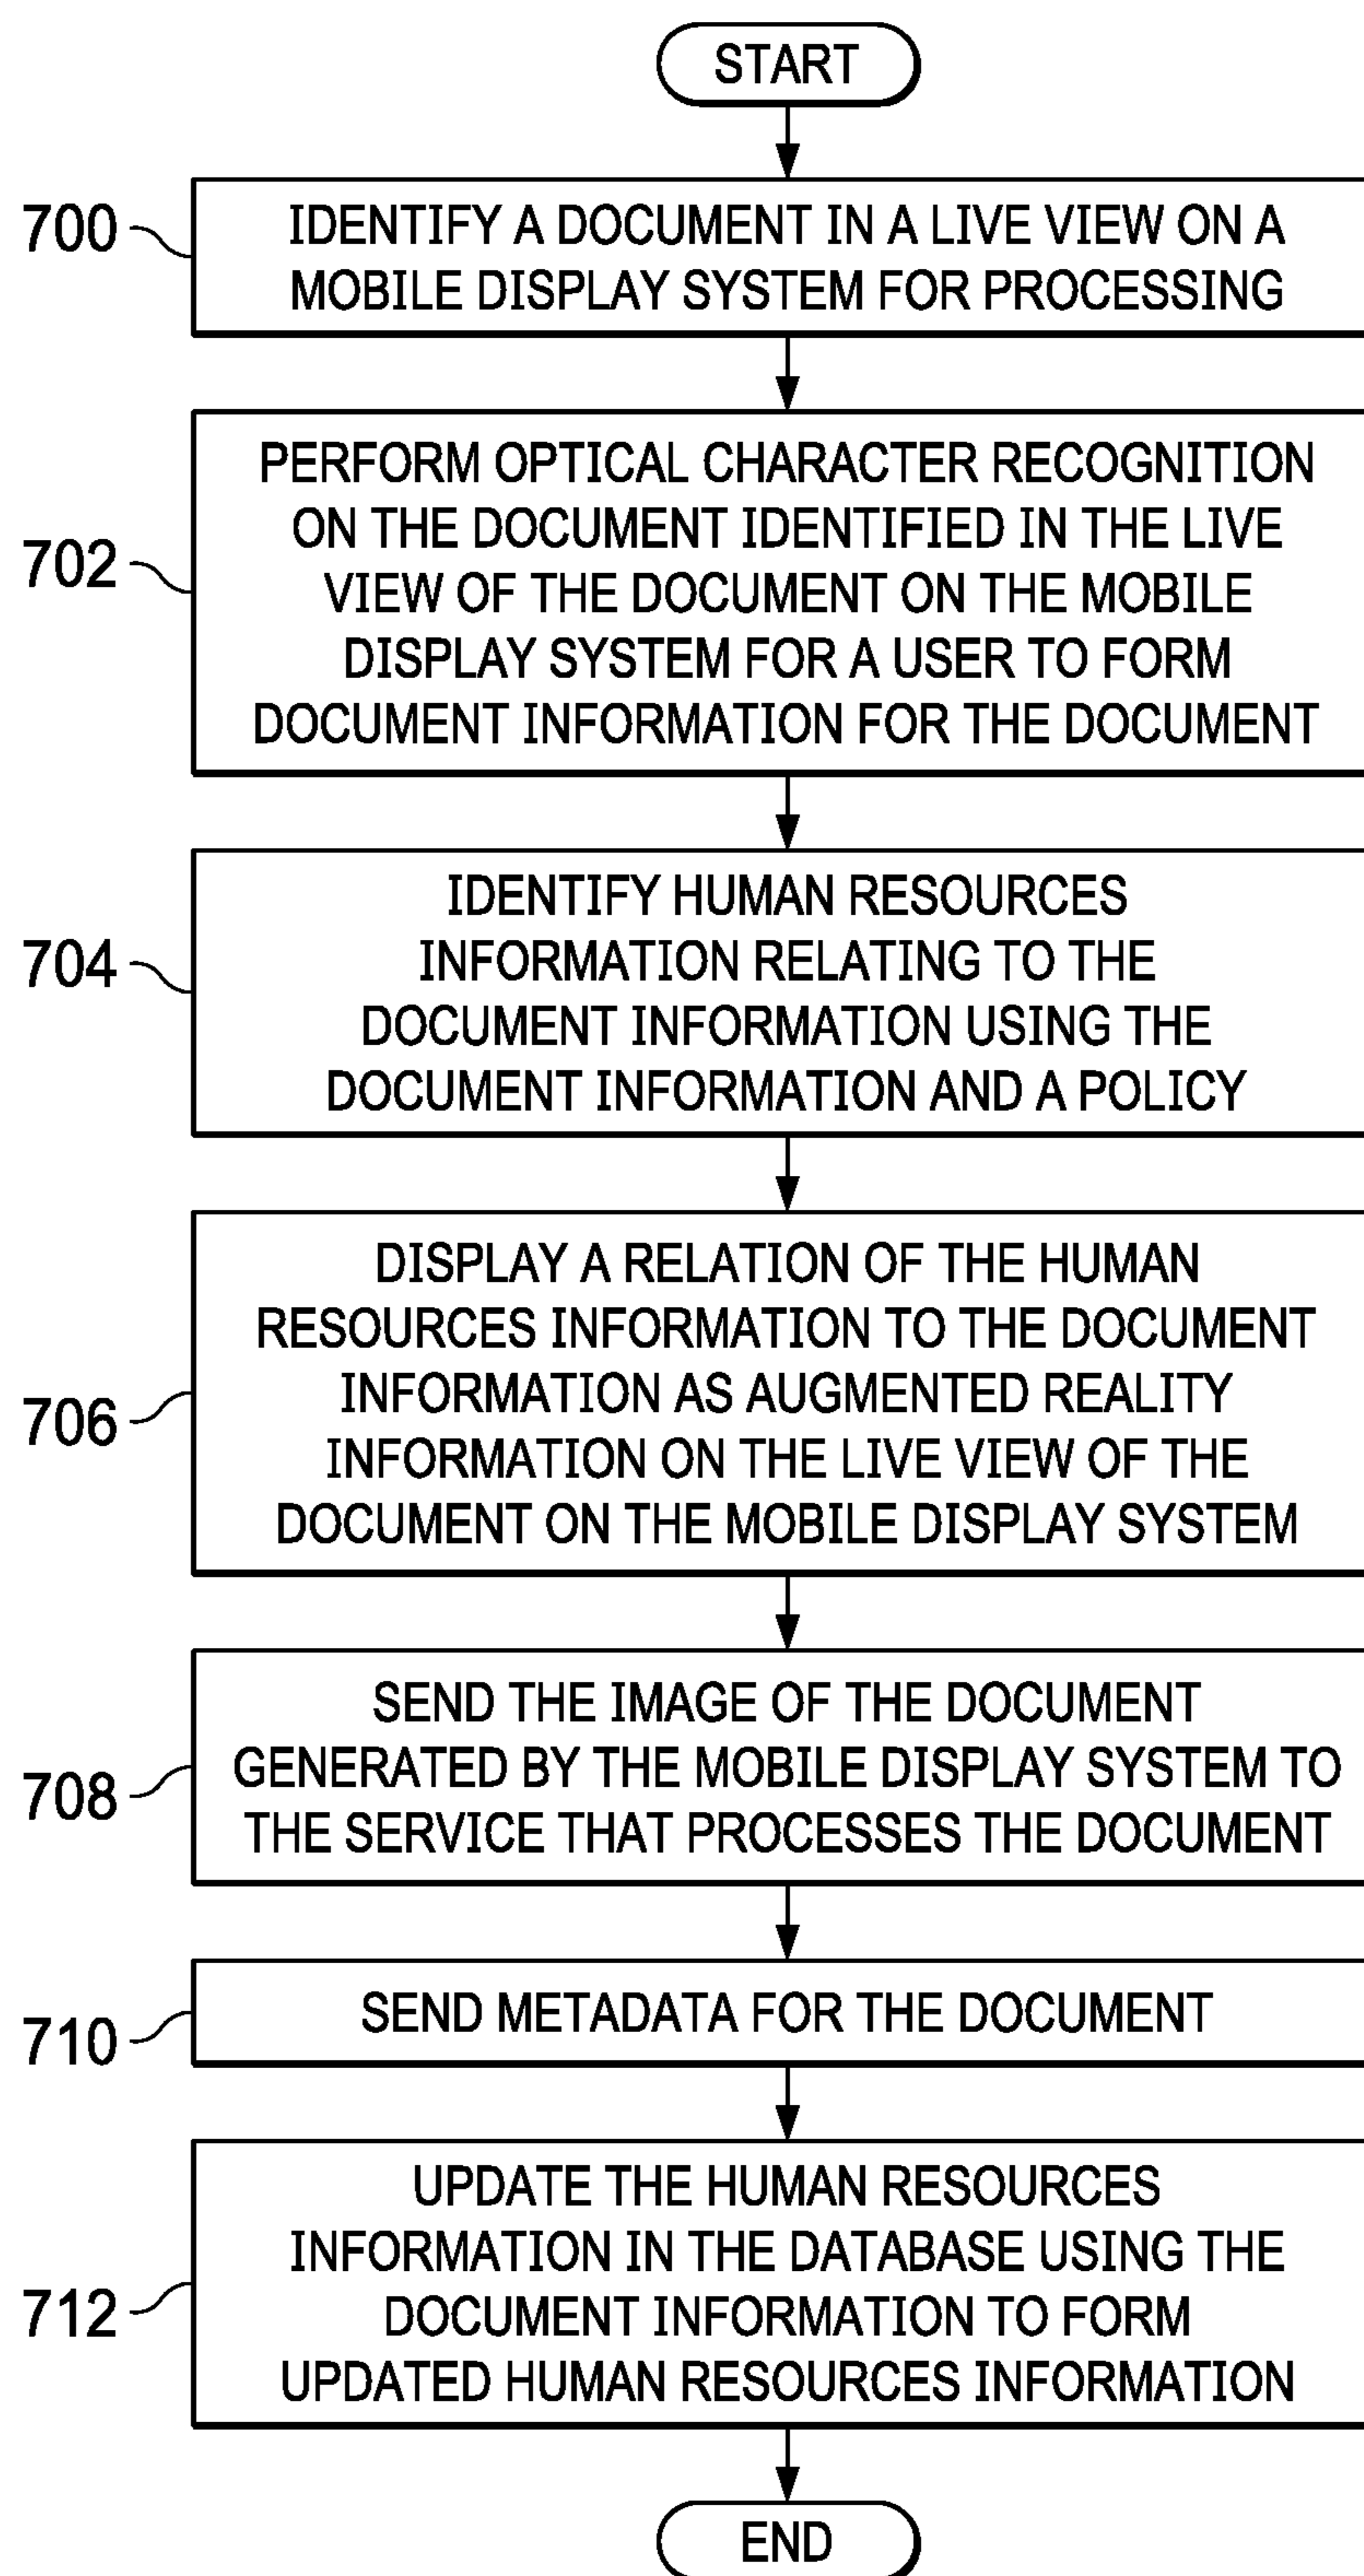 START
700
IDENTIFY A DOCUMENT IN A LIVE VIEW ON A
MOBILE DISPLAY SYSTEM FOR PROCESSING
702
PERFORM OPTICAL CHARACTER RECOGNITION
ON THE DOCUMENT IDENTIFIED IN THE LIVE
VIEW OF THE DOCUMENT ON THE MOBILE
DISPLAY SYSTEM FOR A USER TO FORM
DOCUMENT INFORMATION FOR THE DOCUMENT
704
IDENTIFY HUMAN RESOURCES
INFORMATION RELATING TO THE
DOCUMENT INFORMATION USING THE
DOCUMENT INFORMATION AND A POLICY
706
DISPLAY A RELATION OF THE HUMAN
RESOURCES INFORMATION TO THE DOCUMENT
INFORMATION AS AUGMENTED REALITY
INFORMATION ON THE LIVE VIEW OF THE
DOCUMENT ON THE MOBILE DISPLAY SYSTEM
708
SEND THE IMAGE OF THE DOCUMENT
GENERATED BY THE MOBILE DISPLAY SYSTEM TO
THE SERVICE THAT PROCESSES THE DOCUMENT
710
SEND METADATA FOR THE DOCUMENT
712
UPDATE THE HUMAN RESOURCES
INFORMATION IN THE DATABASE USING THE
DOCUMENT INFORMATION TO FORM
UPDATED HUMAN RESOURCES INFORMATION
END